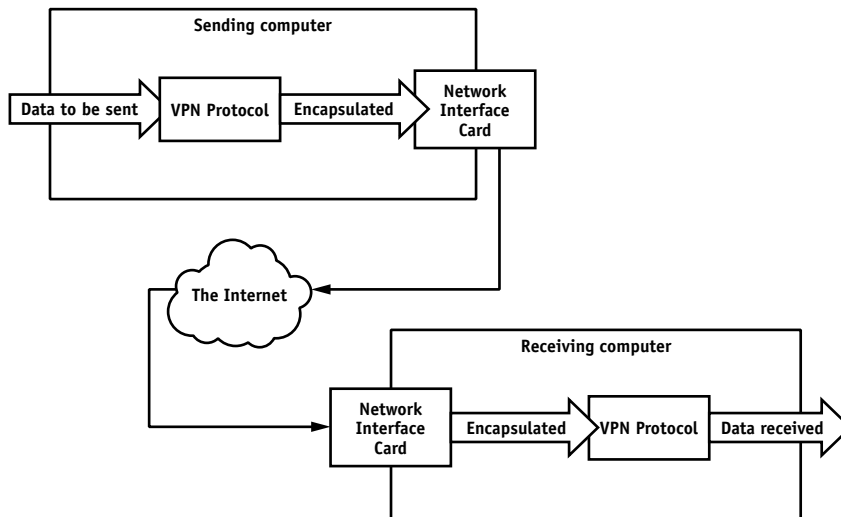 Sending computer
Data to be sent
VPN Protocol
Encapsulated
Network
Interface
Card
The Internet
Receiving computer
Network
Interface
Card
Encapsulated
VPN Protocol
Data received